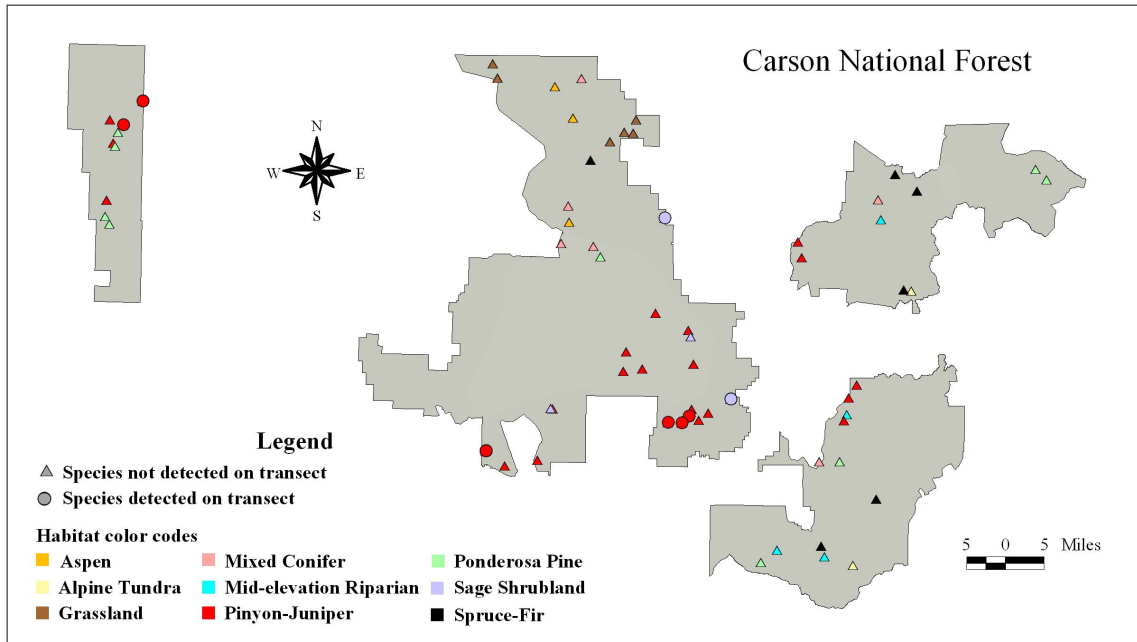 Carson National Forest
N
W E
S
Legend
Species not detected on transect
Species detected on transect
Habitat color codes
Aspen Mixed Conifer Ponderosa Pine
Alpine Tundra Mid-elevation Riparian Sage Shrubland
Grassland Pinyon-Juniper Spruce-Fir
5 0 5 Miles